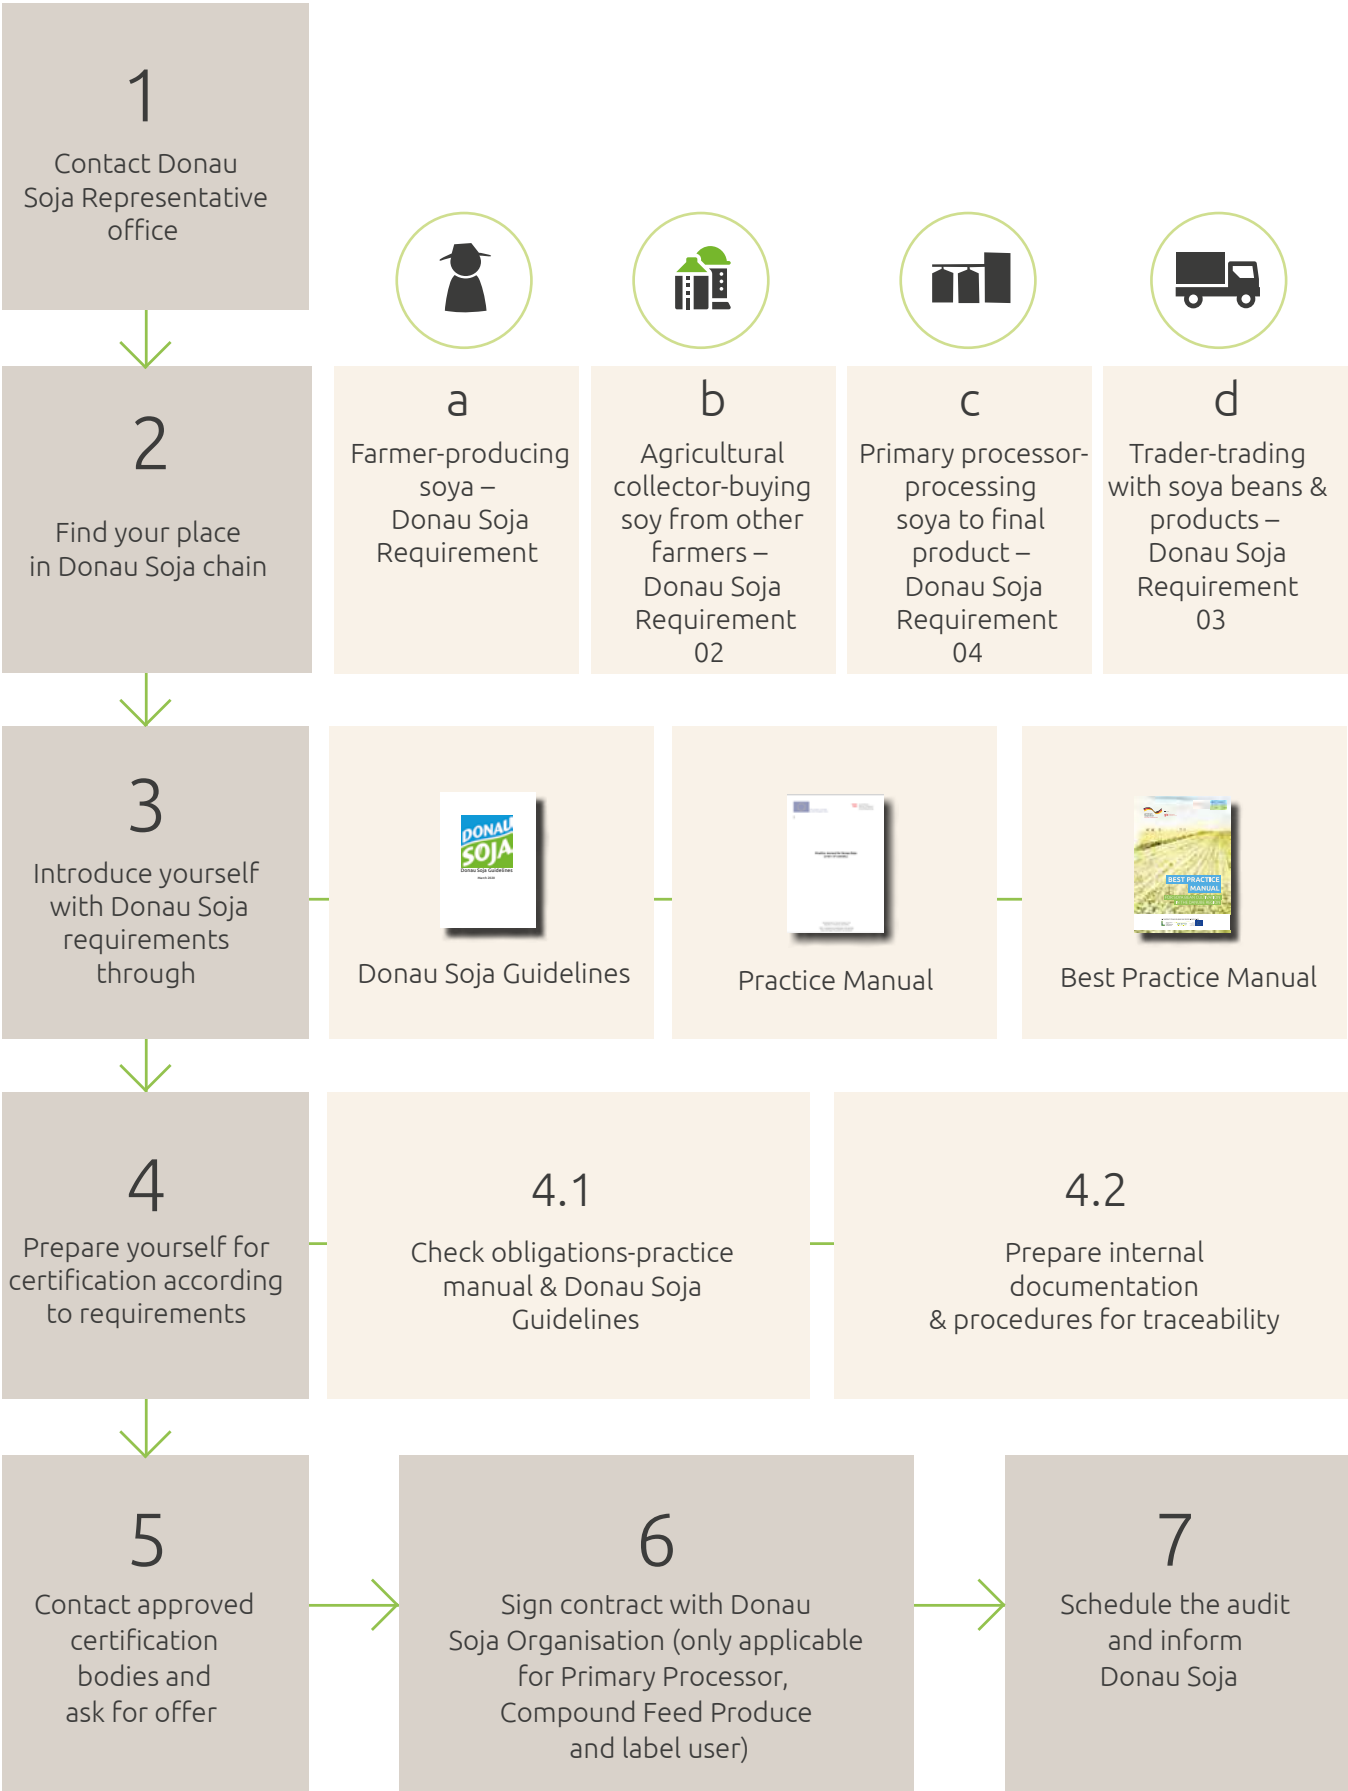 1
Contact Donau
Soja Representative
office
2
Find your place
in Donau Soja chain
a
Farmer-producing
soya –
Donau Soja
Requirement
b
Agricultural
collector-buying
soy from other
farmers –
Donau Soja
Requirement
02
c
Primary processor-
processing
soya to final
product –
Donau Soja
Requirement
04
d
Trader-trading
with soya beans &
products –
Donau Soja
Requirement
03
3
Introduce yourself
with Donau Soja
requirements
through
DONAU
SOJA
Donau Soja Guidelines
Donau Soja Guidelines
Practice Manual
BEST PRACTICE
MANUAL
Best Practice Manual
4
Prepare yourself for
certification according
to requirements
4.1
Check obligations-practice
manual & Donau Soja
Guidelines
4.2
Prepare internal
documentation
& procedures for traceability
5
Contact approved
certification
bodies and
ask for offer
6
Sign contract with Donau
Soja Organisation (only applicable
for Primary Processor,
Compound Feed Produce
and label user)
7
Schedule the audit
and inform
Donau Soja